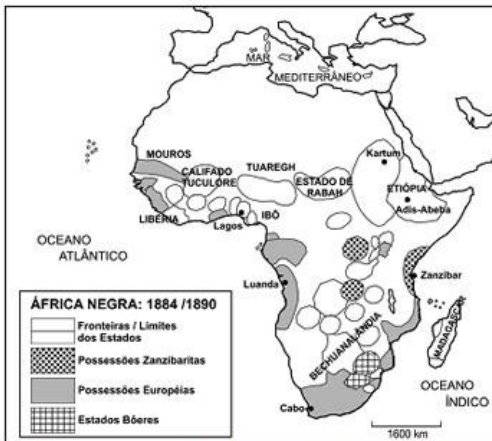 MAR
MEDITERRÂNEO
Kartum
MOUROS
TUAREGH
CALIFADO
TUCULORE
ESTADO DE
RABAH
ETIÓPIA
Adis-Abeba
LIBÉRIA
Lagos
IBÔ
OCEANO
ATLÂNTICO
Luanda
Zanzibar
ÁFRICA NEGRA: 1884 /1890
Fronteiras / Limites
dos Estados
Possessões Zanzibaritas
Possessões Européias
Estados Bôeres
BECHUANALÂNDIA
MADAGASCAR
OCEANO
ÍNDICO
Cabo
1600 km